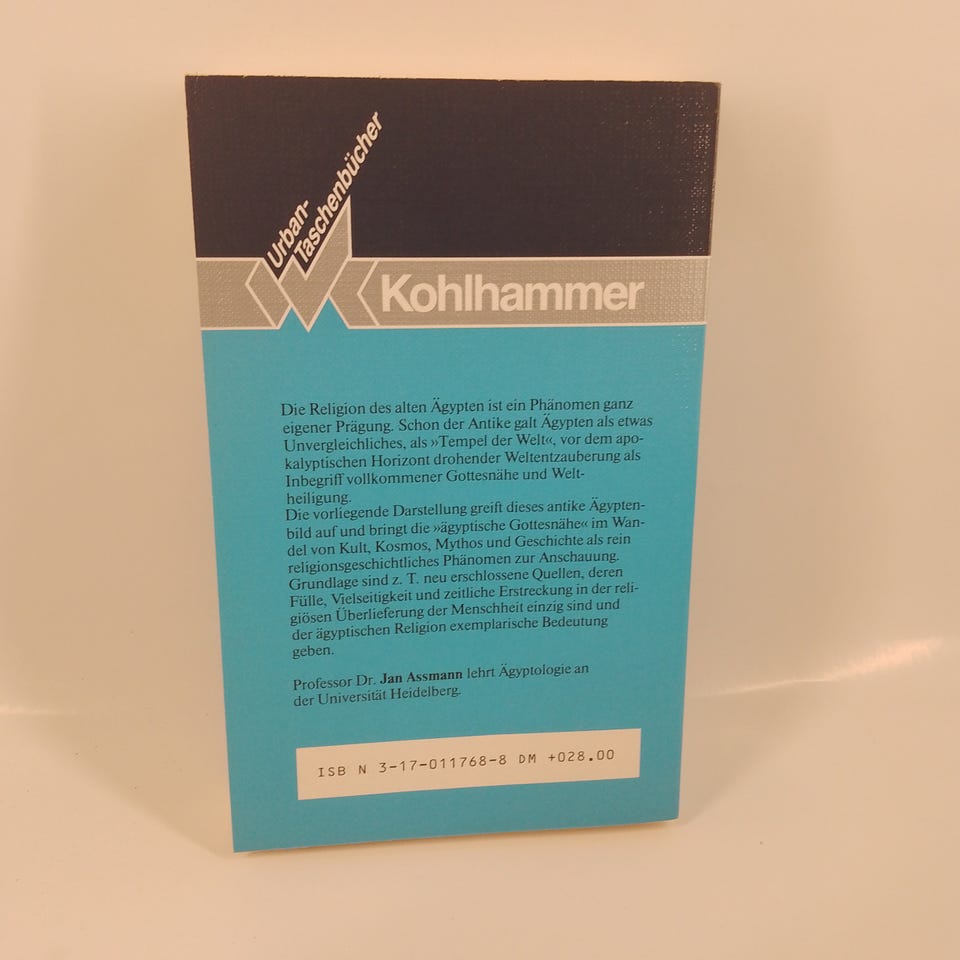 Urban-
Taschenbücher
Kohlhammer
Die Religion des alten Ägypten ist ein Phänomen ganz
eigener Prägung. Schon der Antike galt Ägypten als etwas
Unvergleichliches, als »Tempel der Welt«, vor dem apo-
kalyptischen Horizont drohender Weltentzauberung als
Inbegriff vollkommener Gottesnähe und Welt-
heiligung.
Die vorliegende Darstellung greift dieses antike Ägypten-
bild auf und bringt die »ägyptische Gottesnähe« im Wan-
del von Kult, Kosmos, Mythos und Geschichte als rein
religionsgeschichtliches Phänomen zur Anschauung.
Grundlage sind z. T. neu erschlossene Quellen, deren
Fülle, Vielseitigkeit und zeitliche Erstreckung in der reli-
giösen Überlieferung der Menschheit einzig sind und
der ägyptischen Religion exemplarische Bedeutung
geben.
Professor Dr. Jan Assmann lehrt Ägyptologie an
der Universität Heidelberg.
ISB N 3-17-011768-8 DM +028.00